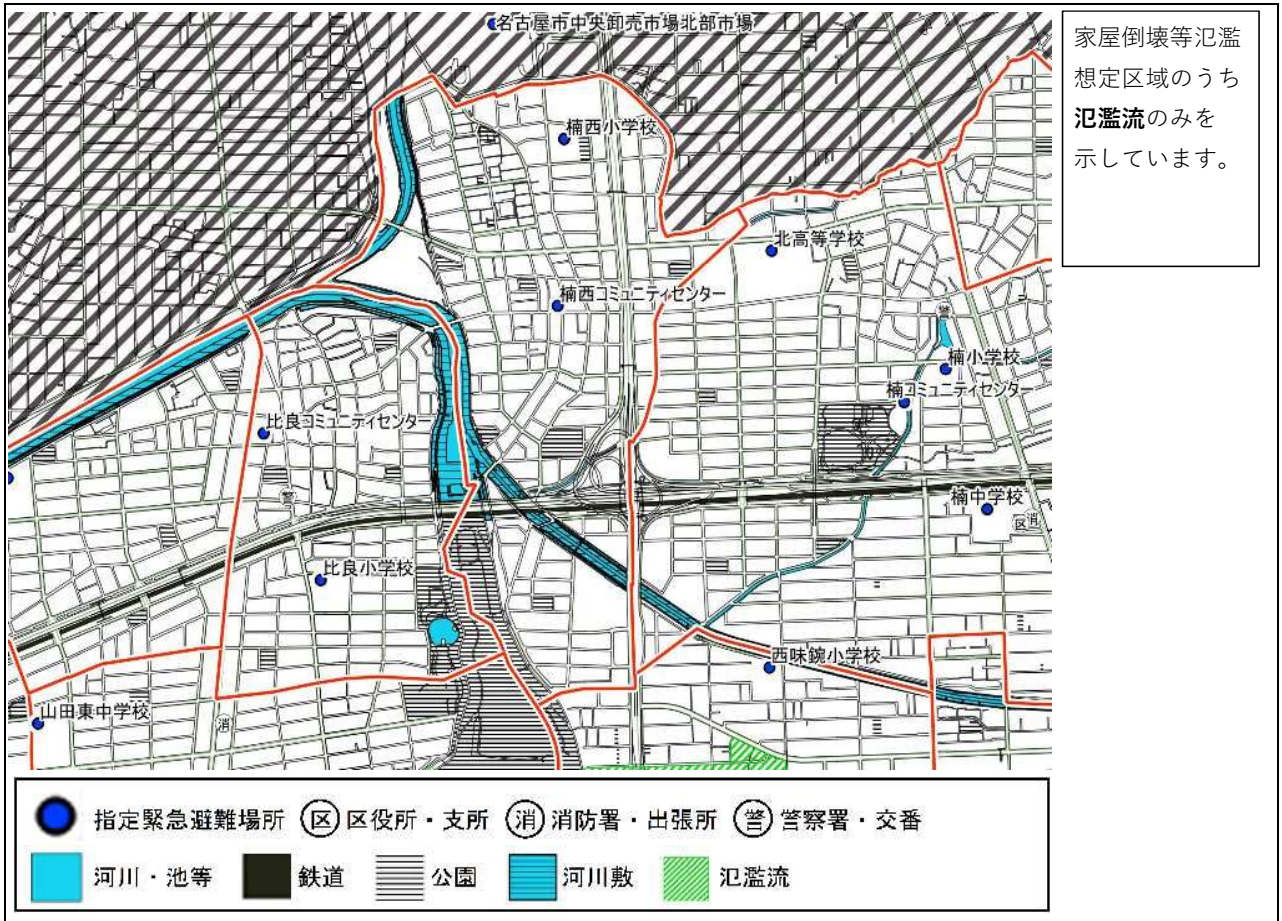 名古屋市中央卸売市場北部市場
楠西小学校
北高等学校
楠西コミュニティセンター
警
楠小学校
楠コミュニティセンター
比良コミュニティセンター
警
楠中学校
区 消
比良小学校
西味鋺小学校
山田東中学校
消
家屋倒壊等氾濫
想定区域のうち
氾濫流のみを
示しています。
指定緊急避難場所 区 区役所・支所 消 消防署・出張所 警 警察署・交番
河川・池等 鉄道 公園 河川敷 氾濫流